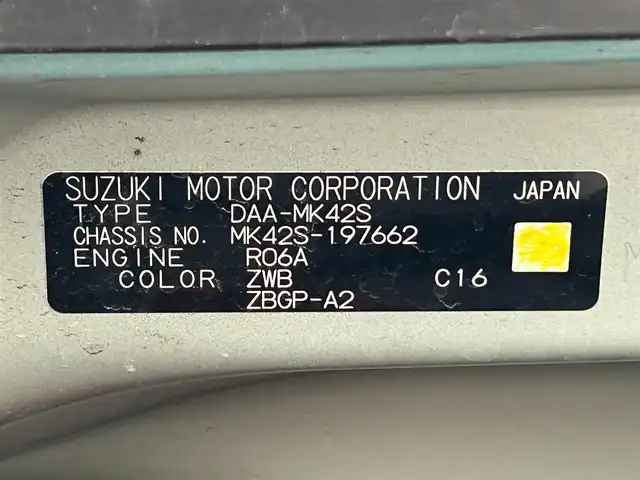 SUZUKI MOTOR CORPORATION JAPAN
TYPE DAA-MK42S
CHASSIS NO. MK42S-197662
ENGINE R06A
COLOR ZWB C16
ZBGP-A2